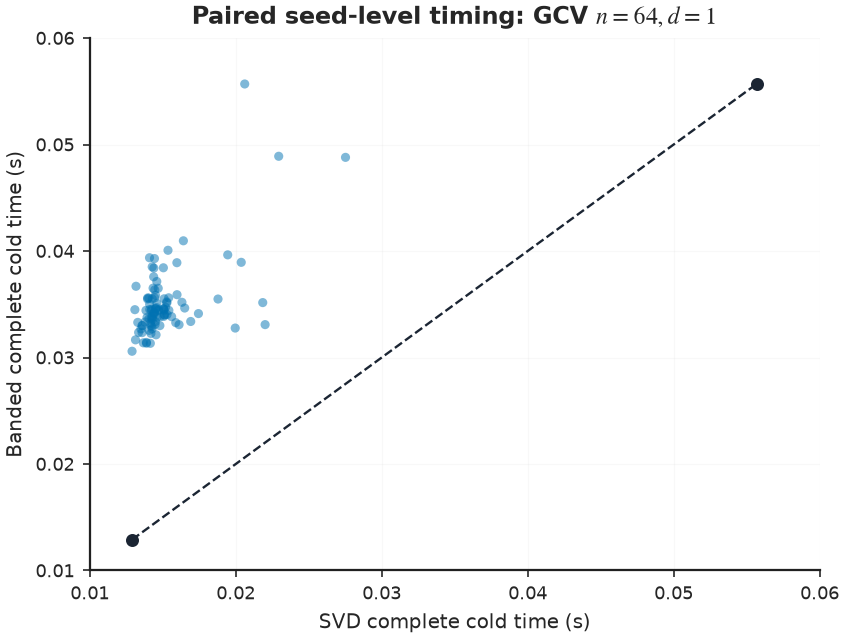 Paired seed-level timing: GCV n = 64, d = 1
Banded complete cold time (s)
0.06
0.05
0.04
0.03
0.02
0.01
0.01 0.02 0.03 0.04 0.05 0.06
SVD complete cold time (s)